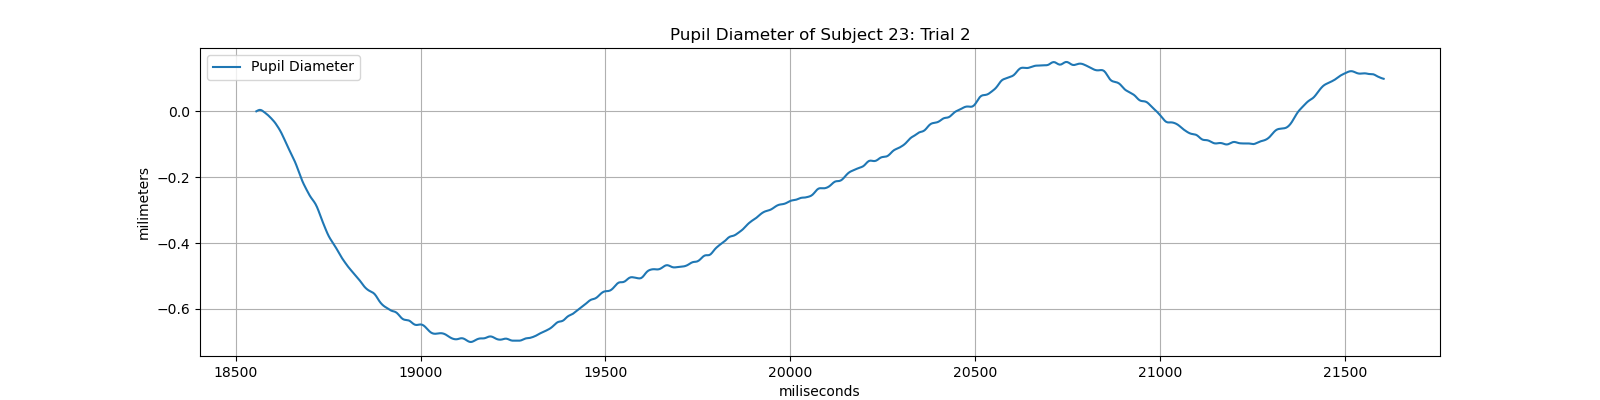 Pupil Diameter of Subject 23: Trial 2
Pupil Diameter
0.0
−0.2
−0.4
−0.6
milimeters
18500 19000 19500 20000 20500 21000 21500
miliseconds